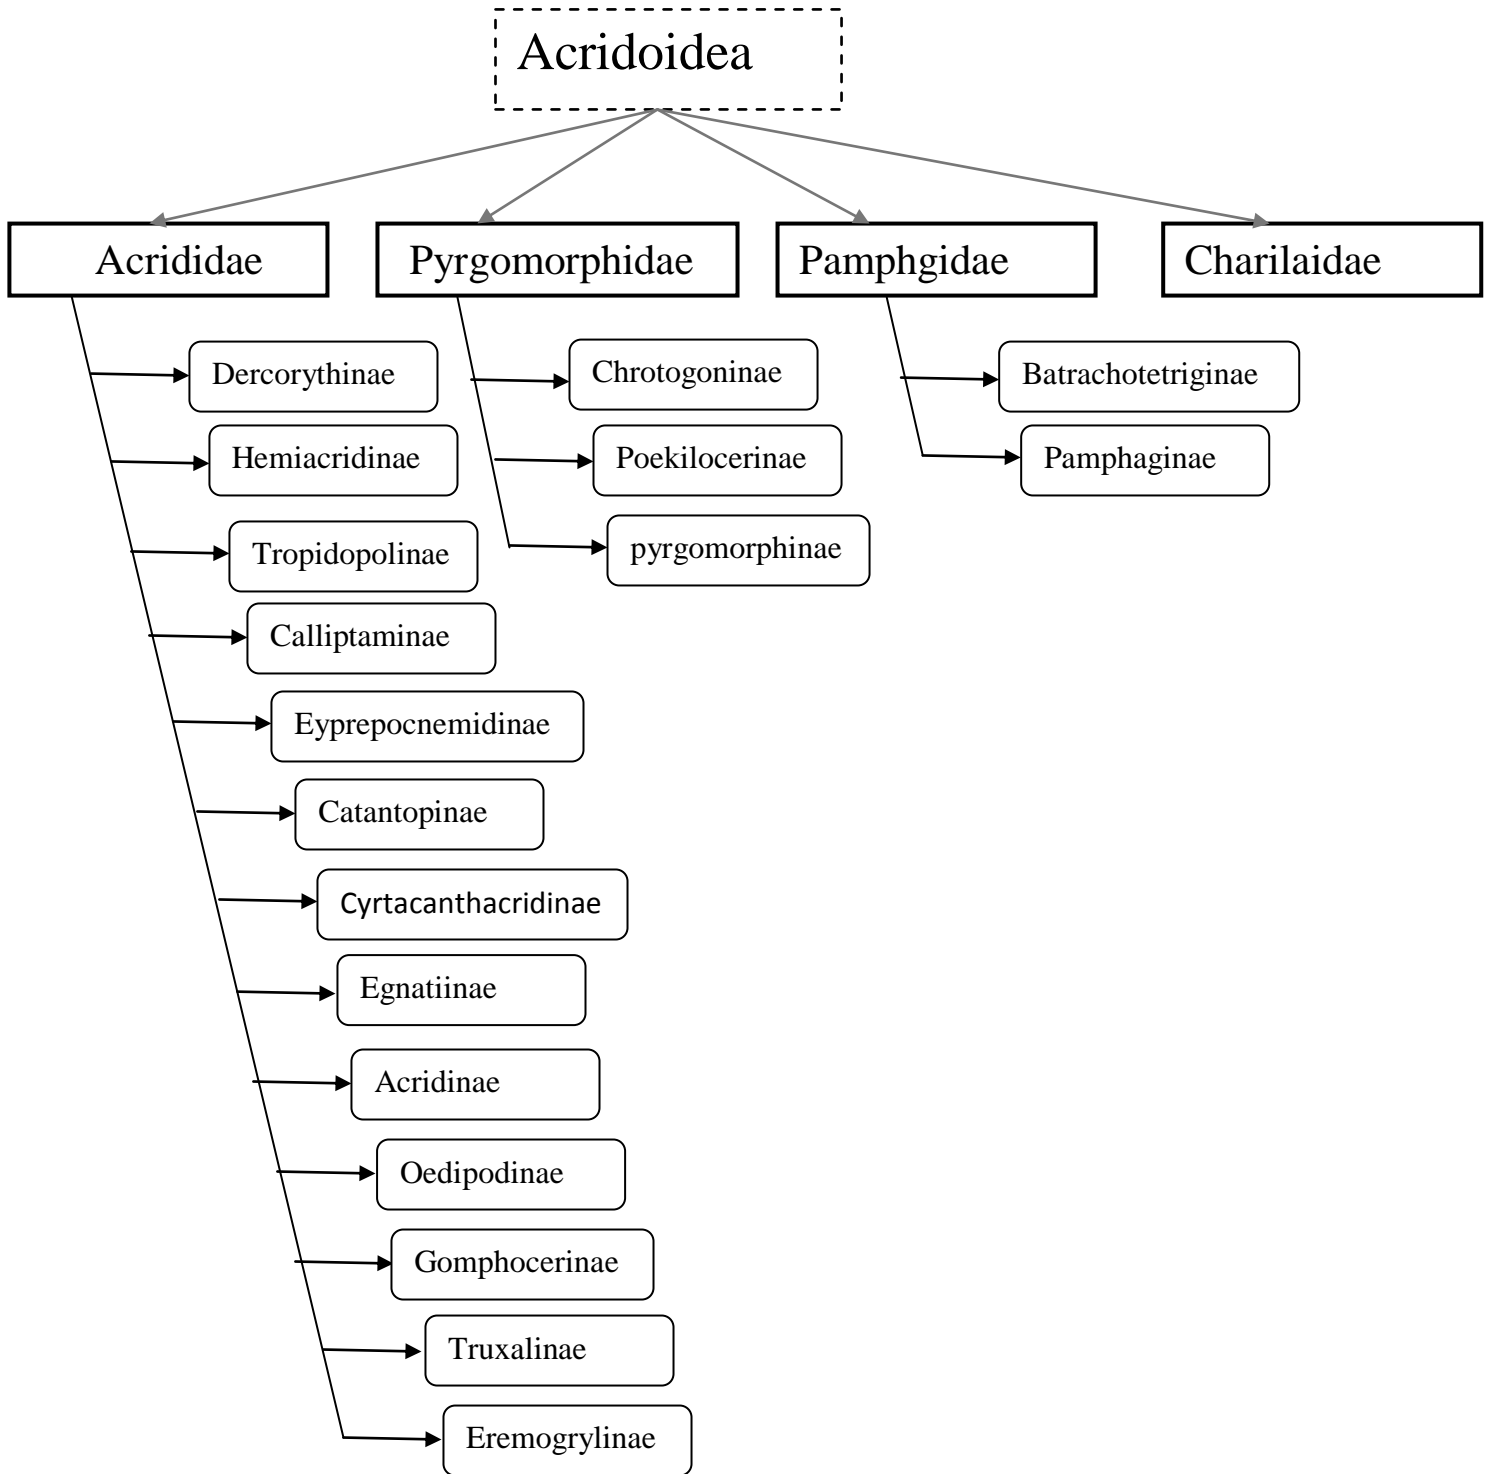 Acridoidea
Acrididae
Pyrgomorphidae
Pamphgidae
Charilaidae
Dercorythinae
Hemiacridinae
Tropidopolinae
Calliptaminae
Eyprepocnemidinae
Catantopinae
Cyrtacanthacridinae
Egnatiinae
Acridinae
Oedipodinae
Gomphocerinae
Truxalinae
Eremogrylinae
Chrotogoninae
Poekilocerinae
pyrgomorphinae
Batrachotetriginae
Pamphaginae